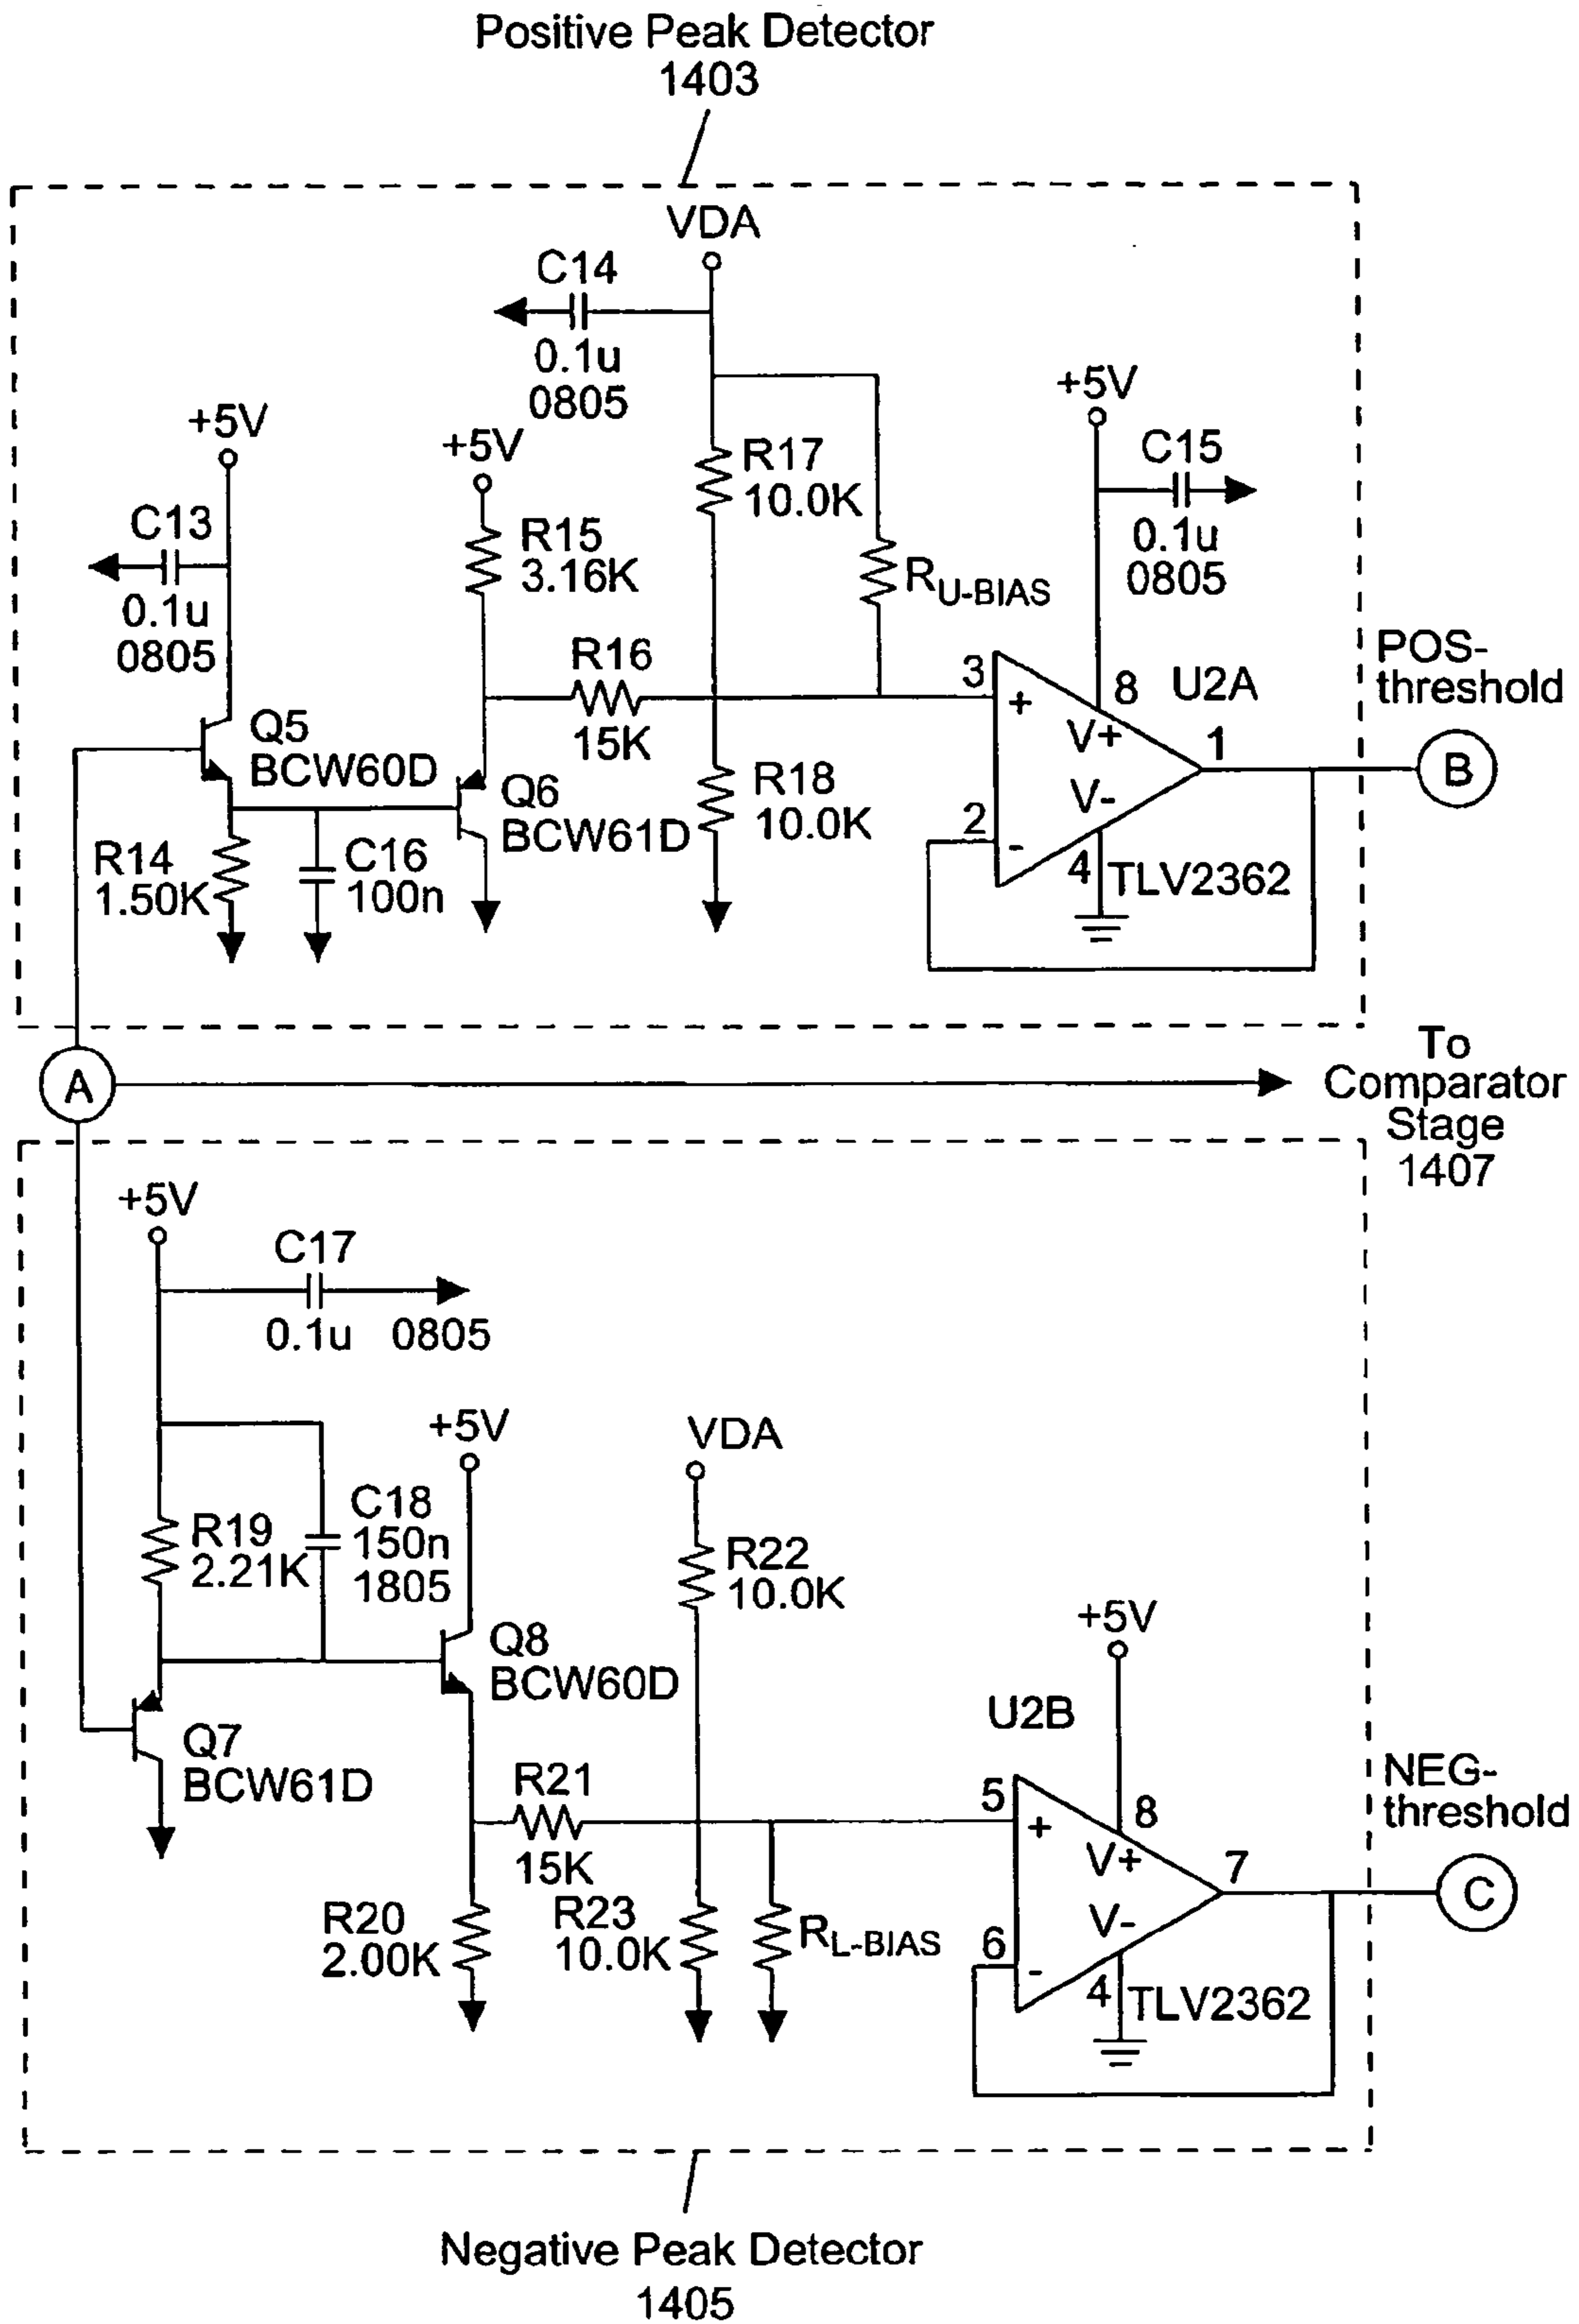 Positive Peak Detector
1403
VDA
C14
0.1u
0805
+5V
+5V
+5V
R17
10.0K
C15
0.1u
0805
C13
0.1u
0805
R15
3.16K
RU-BIAS
R16
15K
3
+
8
U2A
V+
1
POS-
threshold
B
Q5
BCW60D
Q6
BCW61D
R18
10.0K
V-
2
-
4
TLV2362
R14
1.50K
C16
100n
A
To
Comparator
Stage
1407
+5V
C17
0.1u 0805
+5V
VDA
R19
2.21K
C18
150n
1805
R22
10.0K
+5V
Q8
BCW60D
U2B
Q7
BCW61D
R21
15K
5
+
8
V+
7
NEG-
threshold
C
R20
2.00K
R23
10.0K
RL-BIAS
V-
6
-
4
TLV2362
Negative Peak Detector
1405